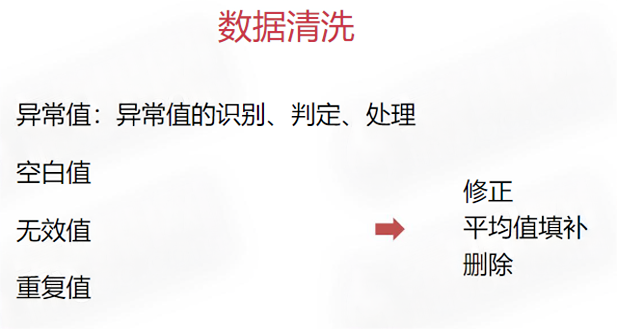 数据清洗
异常值：异常值的识别、判定、处理
空白值
无效值
重复值
修正
平均值填补
删除